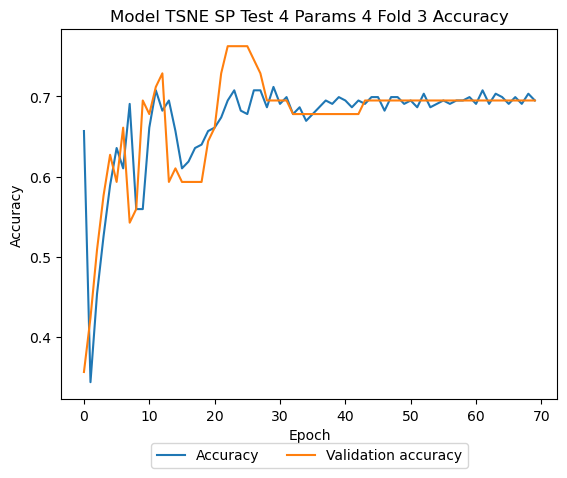 Model TSNE SP Test 4 Params 4 Fold 3 Accuracy
Accuracy
0.7
0.6
0.5
0.4
0 10 20 30 40 50 60 70
Epoch
Accuracy Validation accuracy